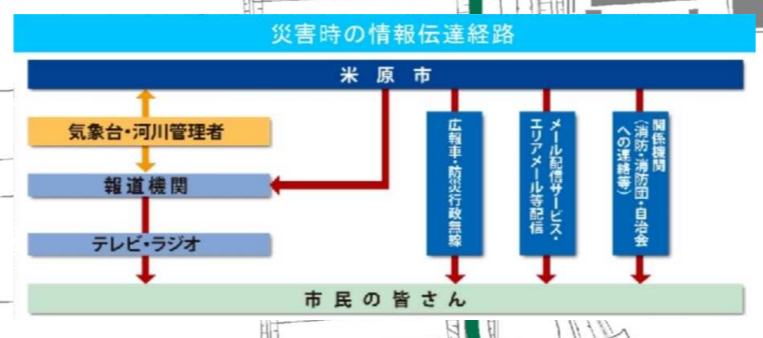 災害時の情報伝達経路
米原市
気象台・河川管理者
報道機関
テレビ・ラジオ
広報車・防災行政無線
メール配信サービス・
エリアメール等配信
関係機関
（消防・消防団・自治会
への連絡等）
市民の皆さん